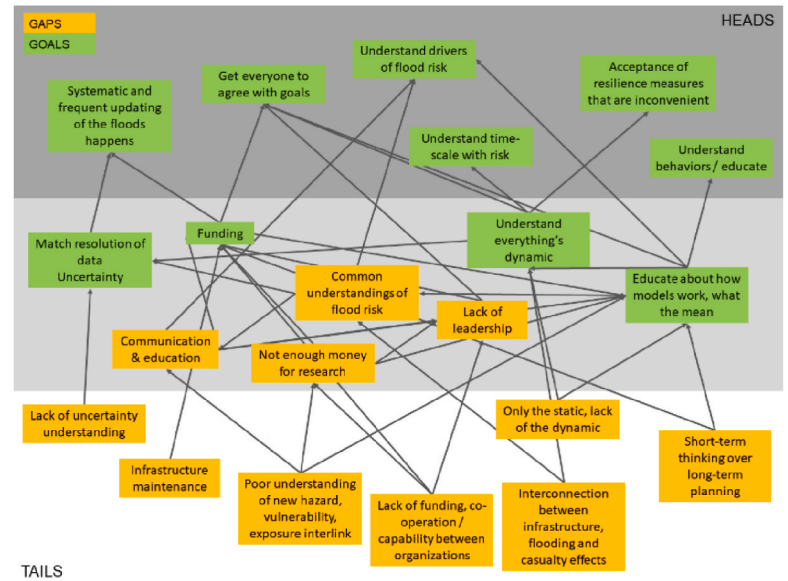 GAPS
GOALS
HEADS
Understand drivers
of flood risk
Get everyone to
agree with goals
Acceptance of
resilience measures
that are inconvenient
Systematic and
frequent updating
of the floods
happens
Understand time-
scale with risk
Understand
behaviors / educate
Funding
Understand
everything's
dynamic
Match resolution of
data
Uncertainty
Common
understandings of
flood risk
Educate about how
models work, what
the mean
Lack of
leadership
Communication
& education
Not enough money
for research
Lack of uncertainty
understanding
Only the static, lack
of the dynamic
Short-term
thinking over
long-term
planning
Infrastructure
maintenance
Poor understanding
of new hazard,
vulnerability,
exposure interlink
Lack of funding, co-
operation /
capability between
organizations
Interconnection
between
infrastructure,
flooding and
casualty effects
TAILS